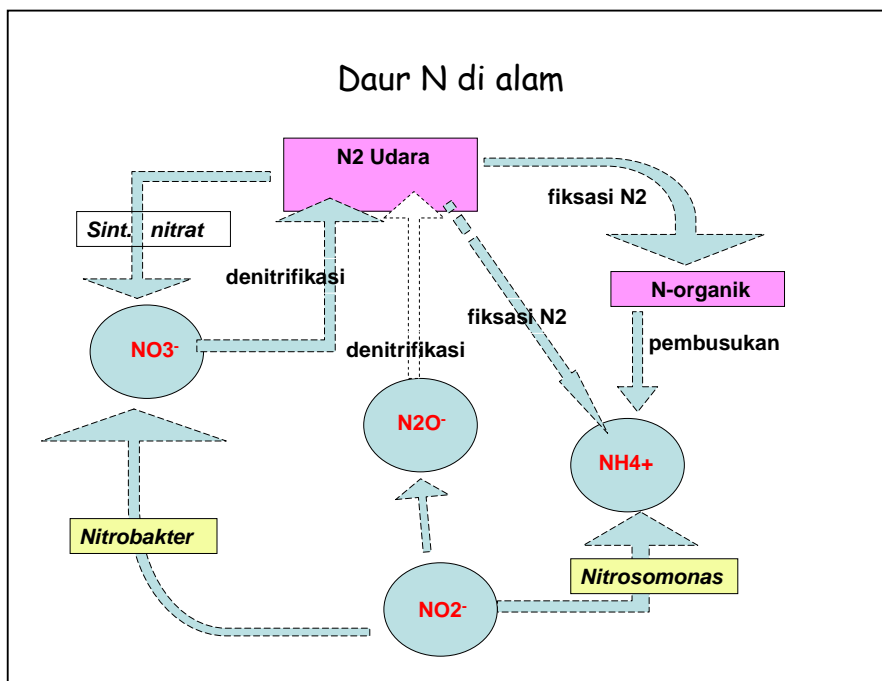 Daur N di alam
N2 Udara
fiksasi N2
Sint. nitrat
denitrifikasi
N-organik
fiksasi N2
NO3-
denitrifikasi
pembusukan
N2O-
NH4+
Nitrobakter
Nitrosomonas
NO2-